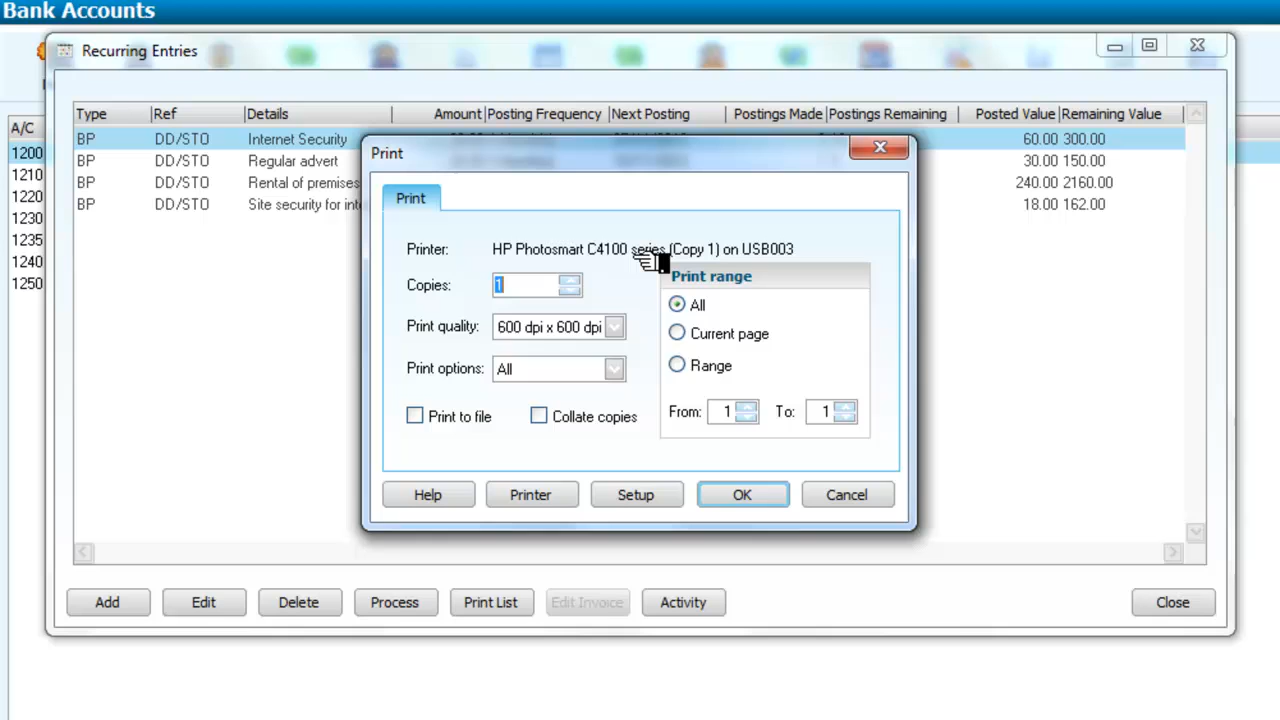 Bank Accounts
Recurring Entries
A/C
Type Ref Details Amount Posting Frequency Next Posting Postings Made Postings Remaining Posted Value Remaining Value
1200 BP DD/STO Internet Security 60.00 300.00
1210 BP DD/STO Regular advert 30.00 150.00
1220 BP DD/STO Rental of premises 240.00 2160.00
1230 BP DD/STO Site security for 18.00 162.00
1235
1240
1250
Print
Print
Printer: HP Photosmart C4100 series (Copy 1) on USB003
Copies: 1
Print quality: 600 dpi x 600 dpi
Print options: All
Print to file Collate copies
Print range
All
Current page
Range
From: 1 To: 1
Help Printer Setup OK Cancel
Add Edit Delete Process Print List Edit Invoice Activity Close